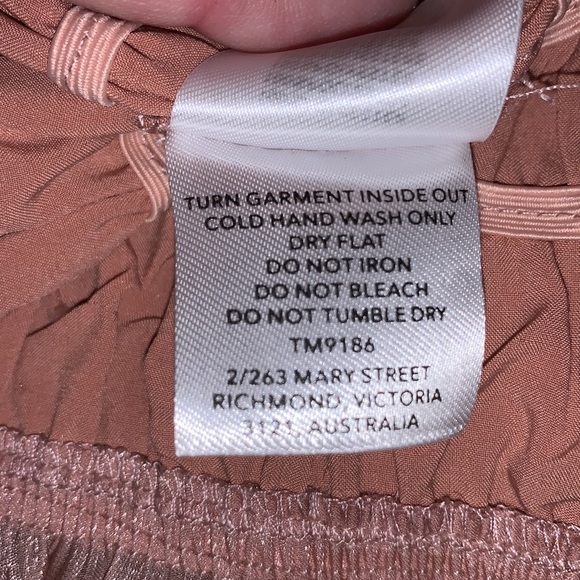 TURN GARMENT INSIDE OUT
COLD HAND WASH ONLY
DRY FLAT
DO NOT IRON
DO NOT BLEACH
DO NOT TUMBLE DRY
TM9186
2/263 MARY STREET
RICHMOND, VICTORIA
3121, AUSTRALIA